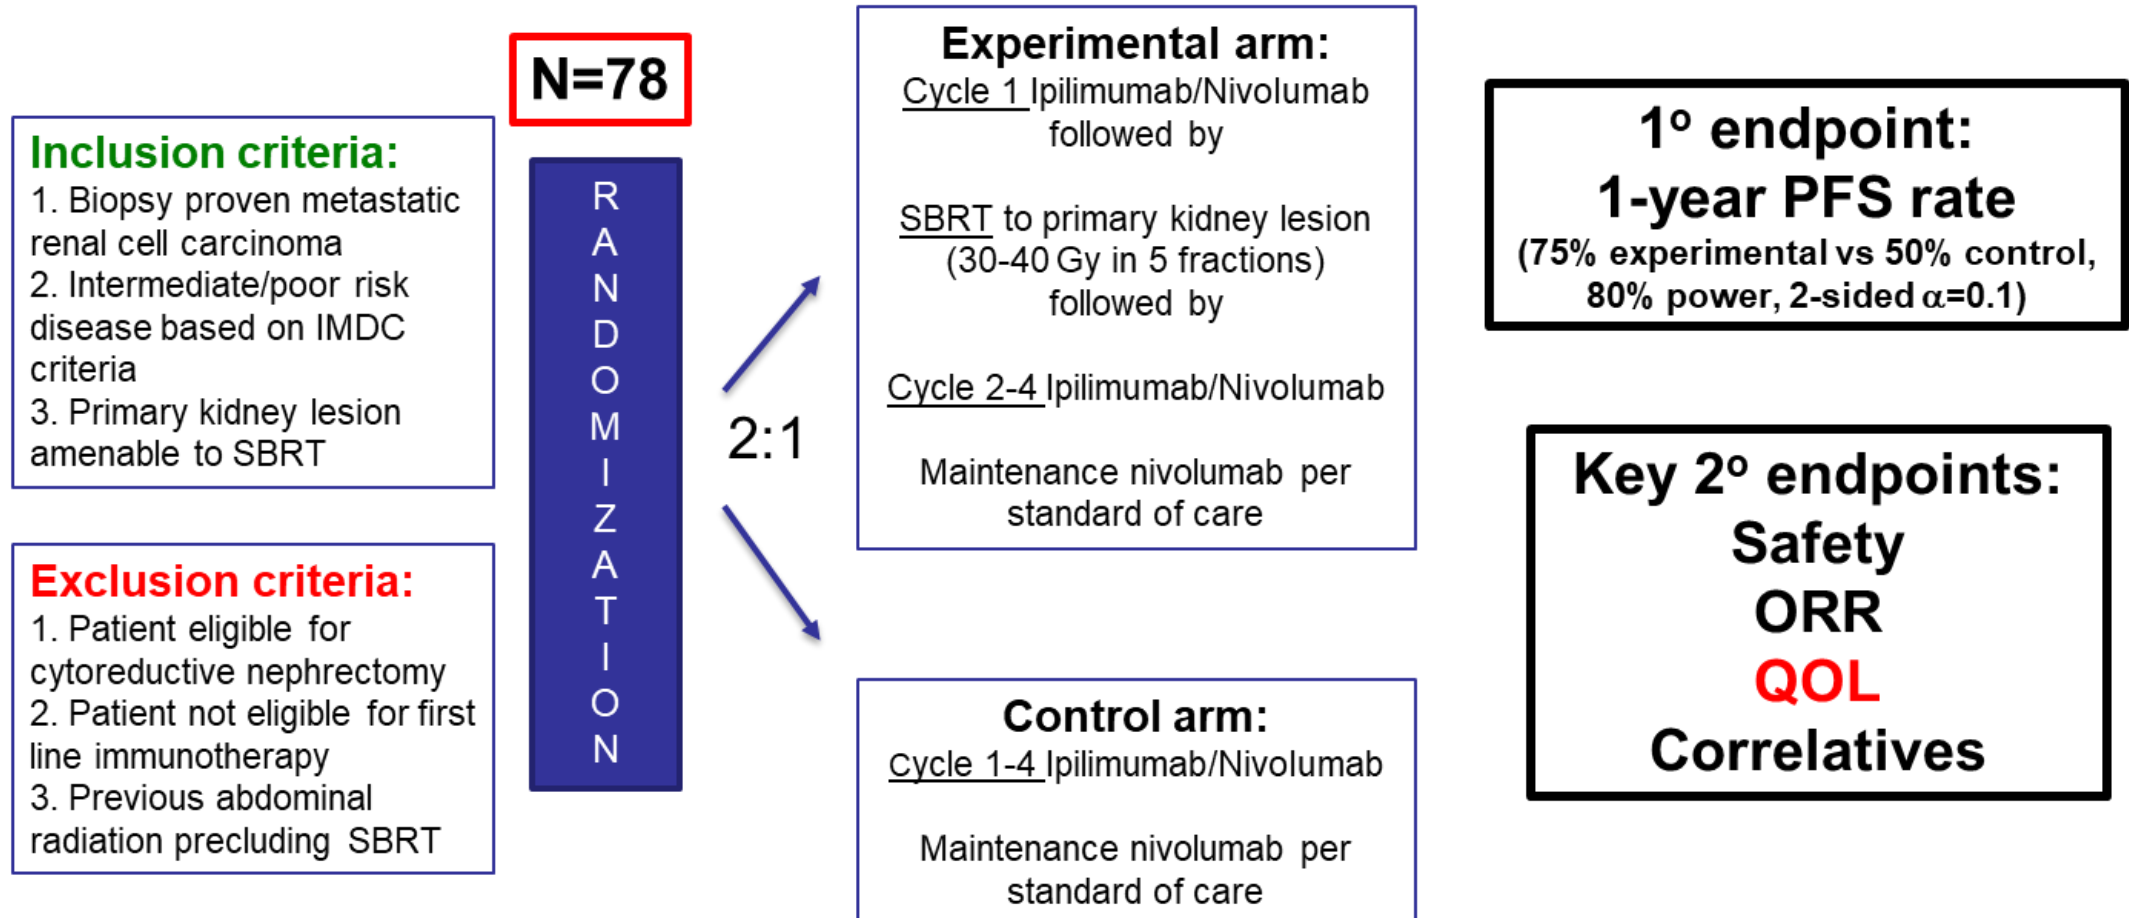 Inclusion criteria:
1. Biopsy proven metastatic
renal cell carcinoma
2. Intermediate/poor risk
disease based on IMDC
criteria
3. Primary kidney lesion
amenable to SBRT
Exclusion criteria:
1. Patient eligible for
cytoreductive nephrectomy
2. Patient not eligible for first
line immunotherapy
3. Previous abdominal
radiation precluding SBRT
N=78
R
A
N
D
O
M
I
Z
A
T
I
O
N
2:1
Experimental arm:
Cycle 1 Ipilimumab/Nivolumab
followed by
SBRT to primary kidney lesion
(30-40 Gy in 5 fractions)
followed by
Cycle 2-4 Ipilimumab/Nivolumab
Maintenance nivolumab per
standard of care
Control arm:
Cycle 1-4 Ipilimumab/Nivolumab
Maintenance nivolumab per
standard of care
1º endpoint:
1-year PFS rate
(75% experimental vs 50% control,
80% power, 2-sided α=0.1)
Key 2º endpoints:
Safety
ORR
QOL
Correlatives